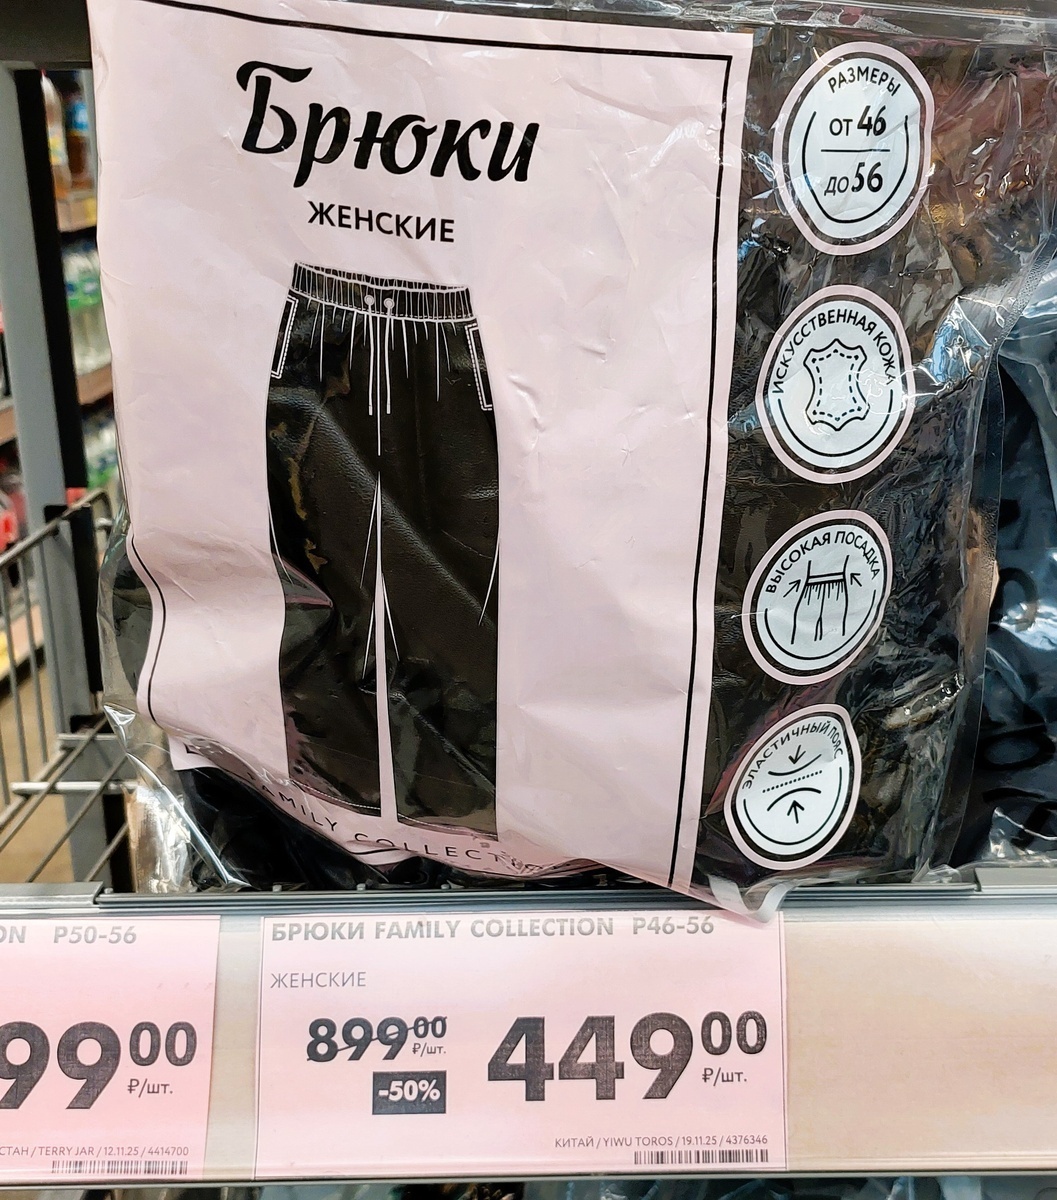 Брюки
ЖЕНСКИЕ
РАЗМЕРЫ
ОТ 46
ДО 56
ИСКУССТВЕННАЯ КОЖА
ВЫСОКАЯ ПОСАДКА
ЭЛАСТИЧНЫЙ ПОЯС
FAMILY COLLECTION
ON P50-56
99 00
₽/шт.
СТАН / TERRY JAR / 12.11.25 / 4414700
БРЮКИ FAMILY COLLECTION P46-56
ЖЕНСКИЕ
899 00
₽/шт.
-50%
449 00
₽/шт.
КИТАЙ / YIWU TOROS / 19.11.25 / 4376346